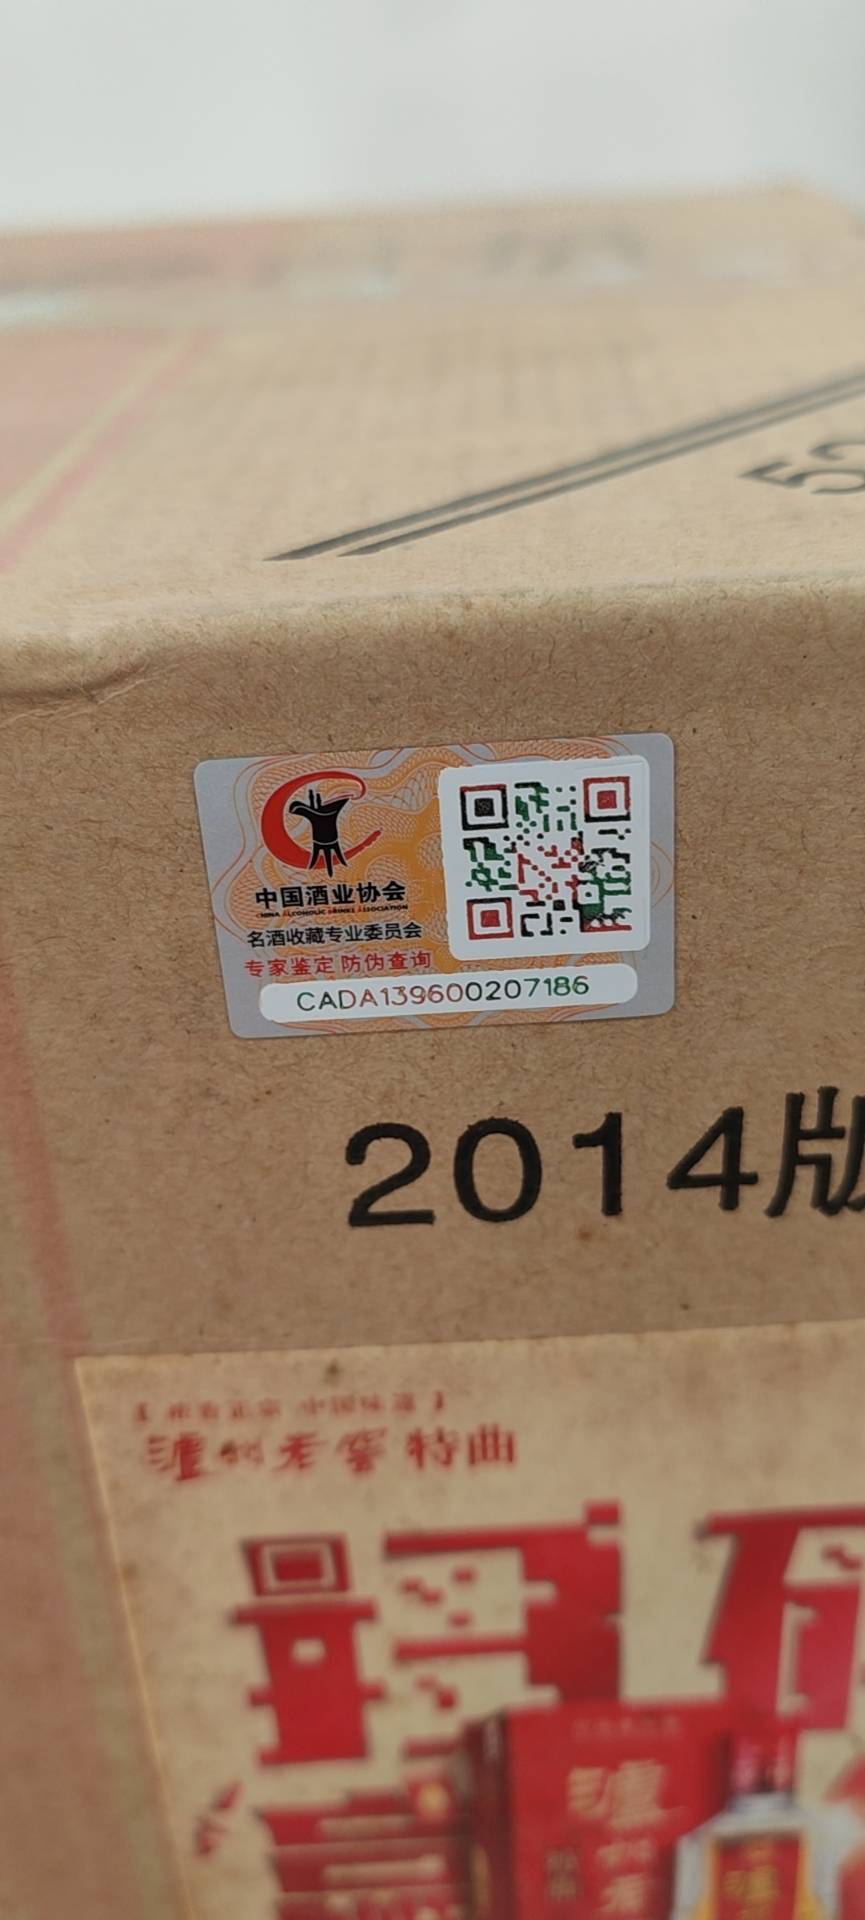 52
中国酒业协会
CHINA ALCOHOLIC DRINKS ASSOCIATION
名酒收藏专业委员会
专家鉴定 防伪查询
CADA139600207186
2014版
泸州老窖 特曲
泸